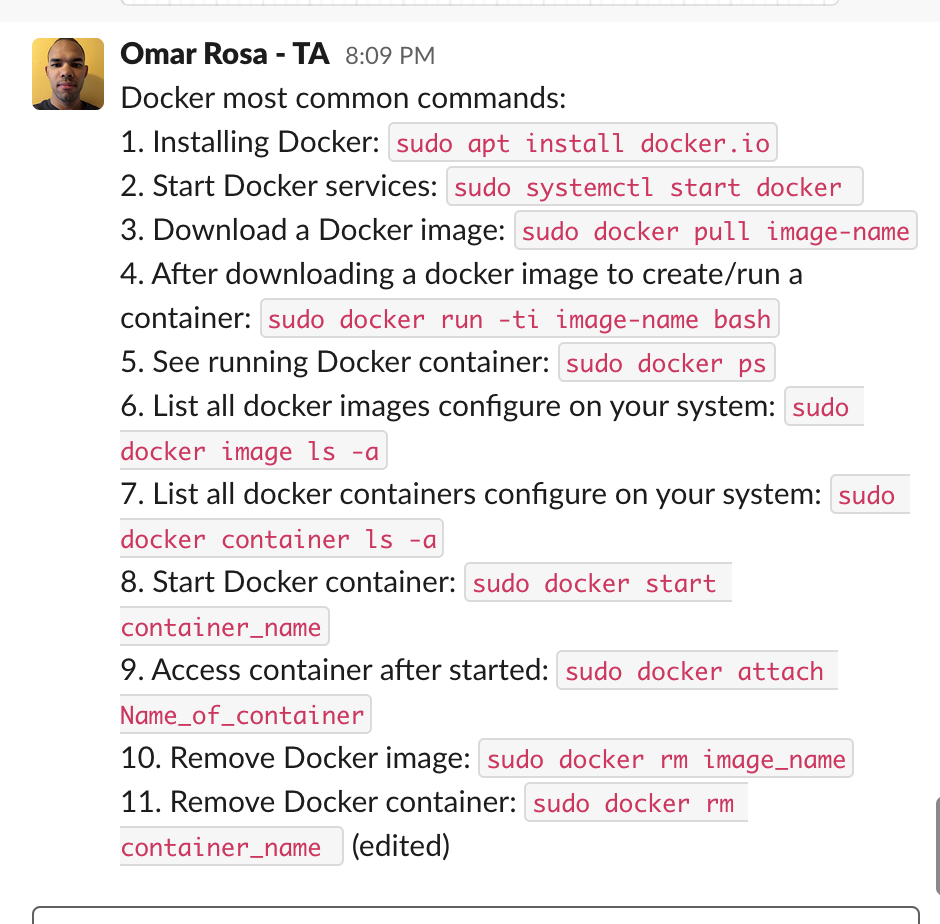 Omar Rosa - TA 8:09 PM
Docker most common commands:
1. Installing Docker: sudo apt install docker.io
2. Start Docker services: sudo systemctl start docker
3. Download a Docker image: sudo docker pull image-name
4. After downloading a docker image to create/run a
container: sudo docker run -ti image-name bash
5. See running Docker container: sudo docker ps
6. List all docker images configure on your system: sudo
docker image ls -a
7. List all docker containers configure on your system: sudo
docker container ls -a
8. Start Docker container: sudo docker start
container_name
9. Access container after started: sudo docker attach
Name_of_container
10. Remove Docker image: sudo docker rm image_name
11. Remove Docker container: sudo docker rm
container_name (edited)